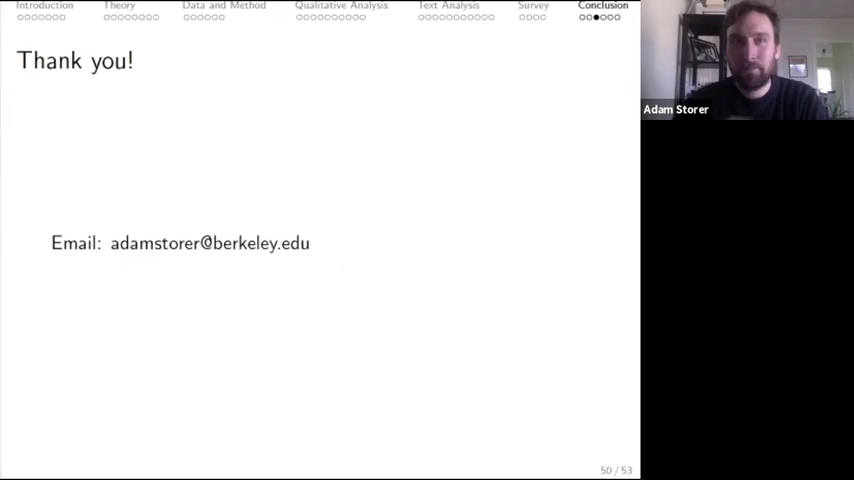 Introduction Theory Data and Method Qualitative Analysis Text Analysis Survey Conclusion
Thank you!
Adam Storer
Email: adamstorer@berkeley.edu
50 / 53